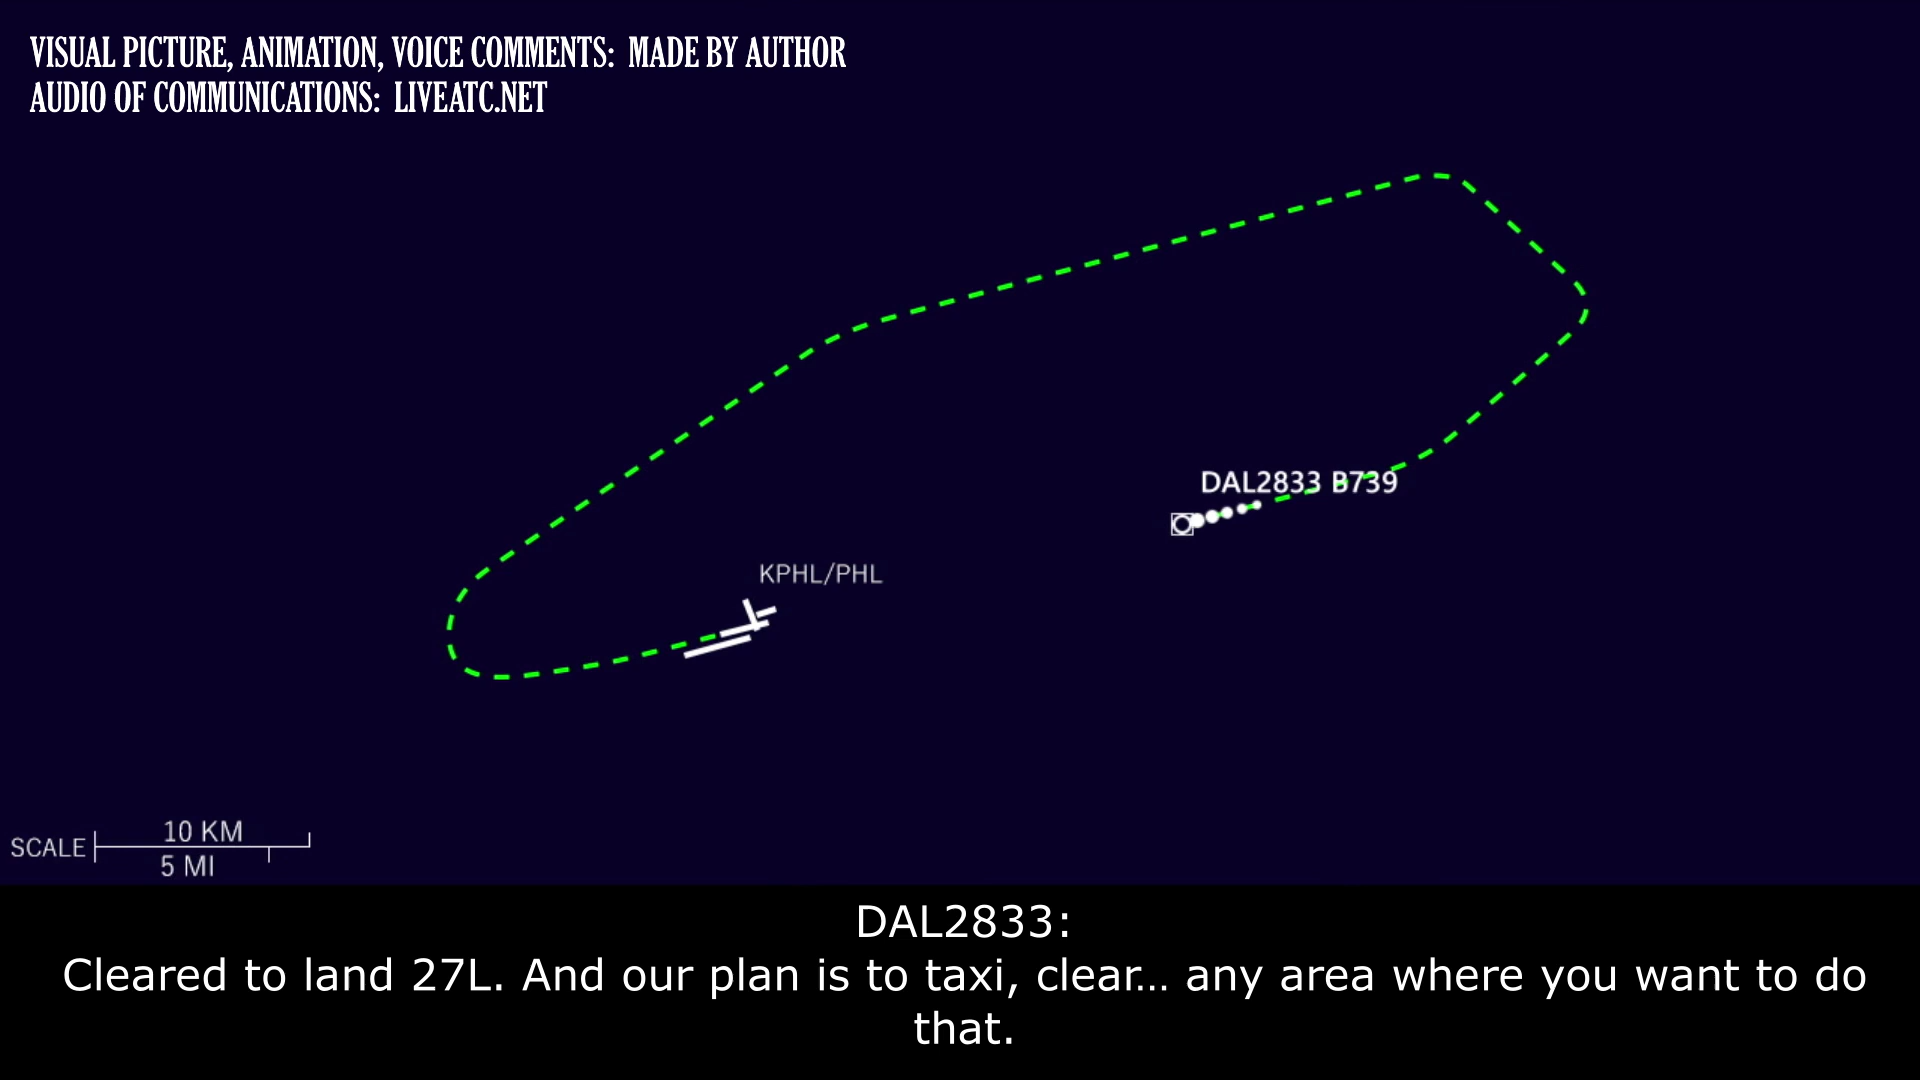 VISUAL PICTURE, ANIMATION, VOICE COMMENTS: MADE BY AUTHOR
AUDIO OF COMMUNICATIONS: LIVEATC.NET
DAL2833 B739
KPHL/PHL
10 KM
SCALE
5 MI
DAL2833:
Cleared to land 27L. And our plan is to taxi, clear... any area where you want to do
that.